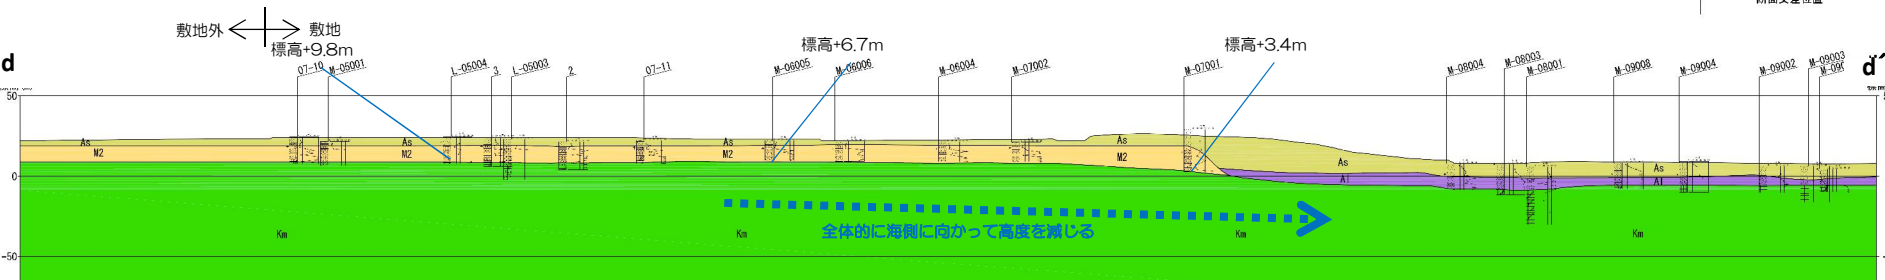 敷地外
敷地
標高+9.8m
標高+6.7m
標高+3.4m
d
d´
07-10
M-05001
L-05004
3
L-05003
2
07-11
M-06005
M-06006
M-06004
M-07002
M-07001
M-08004
M-08003
M-08001
M-09008
M-09004
M-09002
M-09003
50
As
As
As
As
As
As
M2
M2
M2
M2
0
Al
Al
全体的に海側に向かって高度を減じる
Km
Km
Km
Km
-50